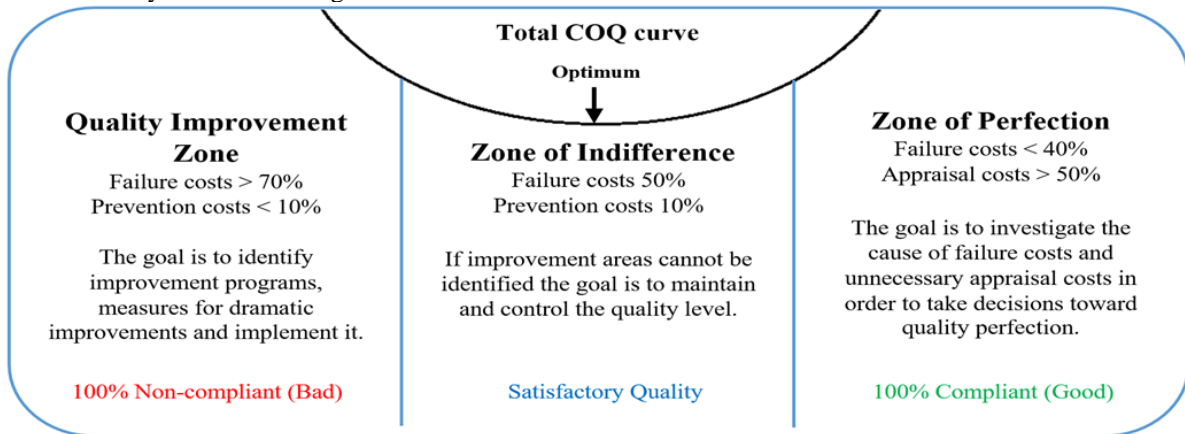 Total COQ curve
Optimum
Quality Improvement
Zone
Failure costs > 70%
Prevention costs < 10%
The goal is to identify
improvement programs,
measures for dramatic
improvements and implement it.
100% Non-compliant (Bad)
Zone of Indifference
Failure costs 50%
Prevention costs 10%
If improvement areas cannot be
identified the goal is to maintain
and control the quality level.
Satisfactory Quality
Zone of Perfection
Failure costs < 40%
Appraisal costs > 50%
The goal is to investigate the
cause of failure costs and
unnecessary appraisal costs in
order to take decisions toward
quality perfection.
100% Compliant (Good)